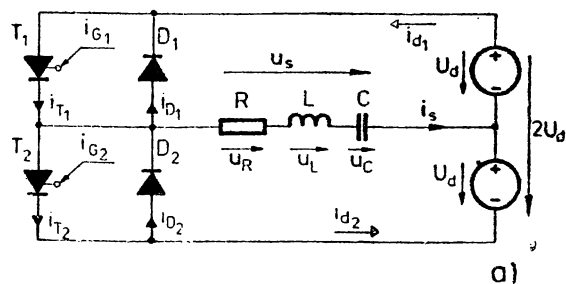 T1 iG1 D1 id1
us Ud +
R L C -
iT1 iD1 is 2Ud
T2 iG2 D2
uR uL uC Ud +
-
iT2 iD2 id2
a)